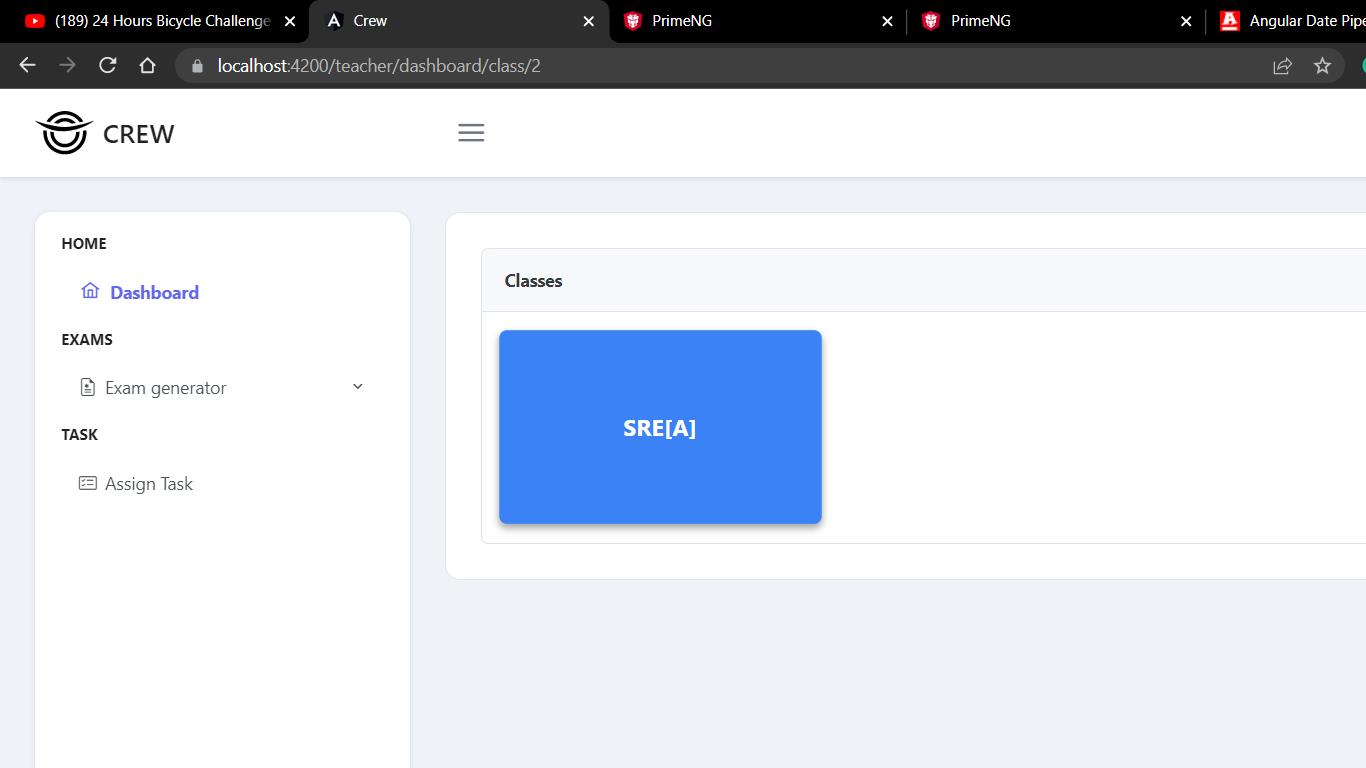 (189) 24 Hours Bicycle Challenge
Crew
PrimeNG
PrimeNG
Angular Date Pipe
localhost:4200/teacher/dashboard/class/2
CREW
HOME
Dashboard
EXAMS
Exam generator
TASK
Assign Task
Classes
SRE[A]